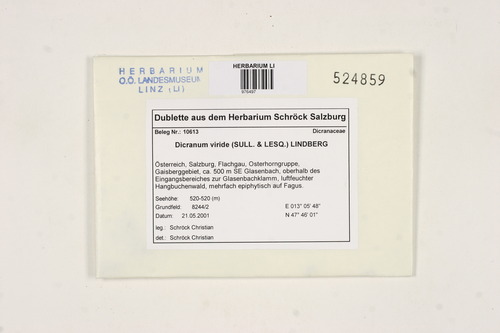 HERBARIUM
O.Ö. LANDESMUSEUM
LINZ (LI)
HERBARIUM LI
524859
Dublette aus dem Herbarium Schröck Salzburg
Beleg Nr.: 10613 Dicranaceae
Dicranum viride (SULL. & LESQ.) LINDBERG
Österreich, Salzburg, Flachgau, Osterhorngruppe,
Gaisberggebiet, ca. 500 m SE Glasenbach, oberhalb des
Eingangsbereiches zur Glasenbachklamm, luftfeuchter
Hangbuchenwald, mehrfach epiphytisch auf Fagus.
Seehöhe: 520-520 (m)
Grundfeld: 8244/2 E 013° 05' 48"
Datum: 21.05.2001 N 47° 46' 01"
leg.: Schröck Christian
det.: Schröck Christian